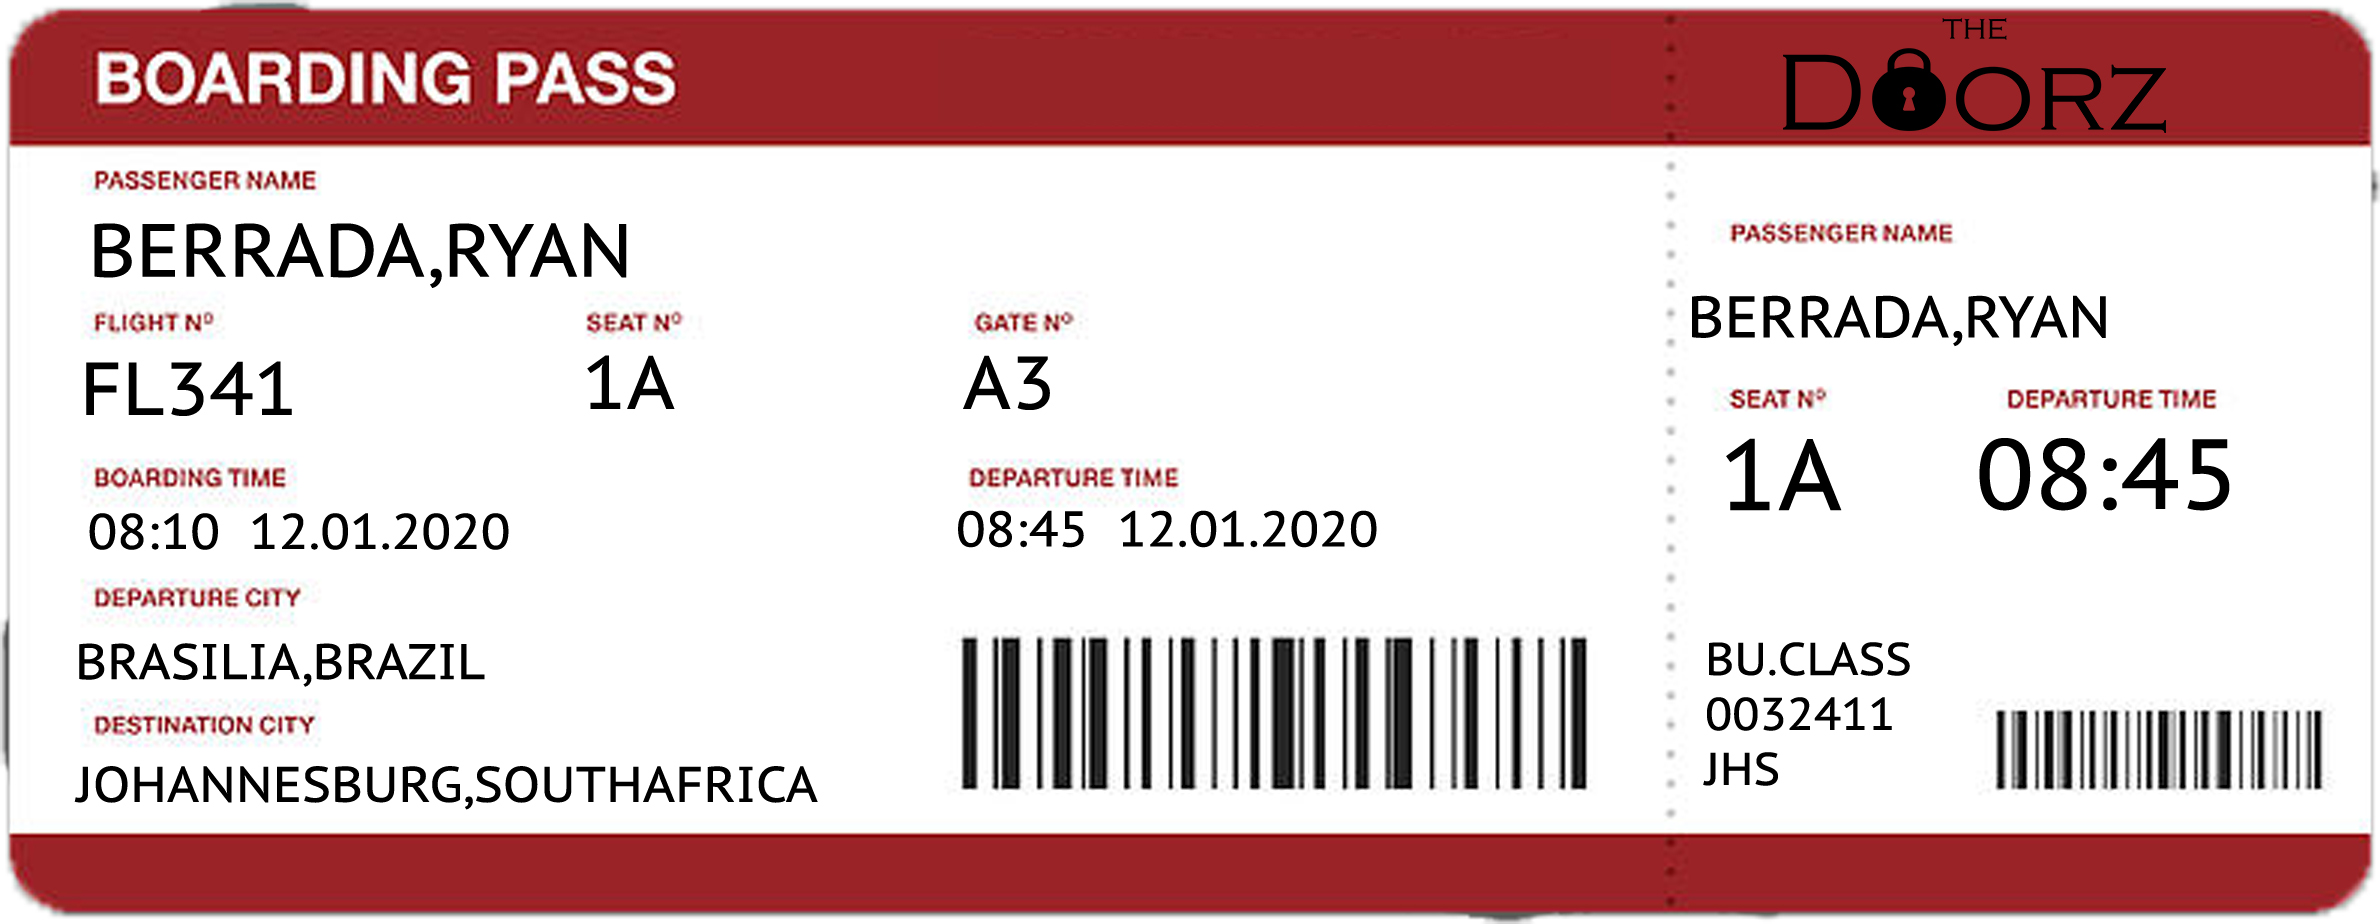 BOARDING PASS
PASSENGER NAME
BERRADA,RYAN
FLIGHT Nº SEAT Nº GATE Nº
FL341 1A A3
BOARDING TIME DEPARTURE TIME
08:10 12.01.2020 08:45 12.01.2020
DEPARTURE CITY
BRASILIA,BRAZIL
DESTINATION CITY
JOHANNESBURG,SOUTHAFRICA
THE
DOORZ
PASSENGER NAME
BERRADA,RYAN
SEAT Nº DEPARTURE TIME
1A 08:45
BU.CLASS
0032411
JHS